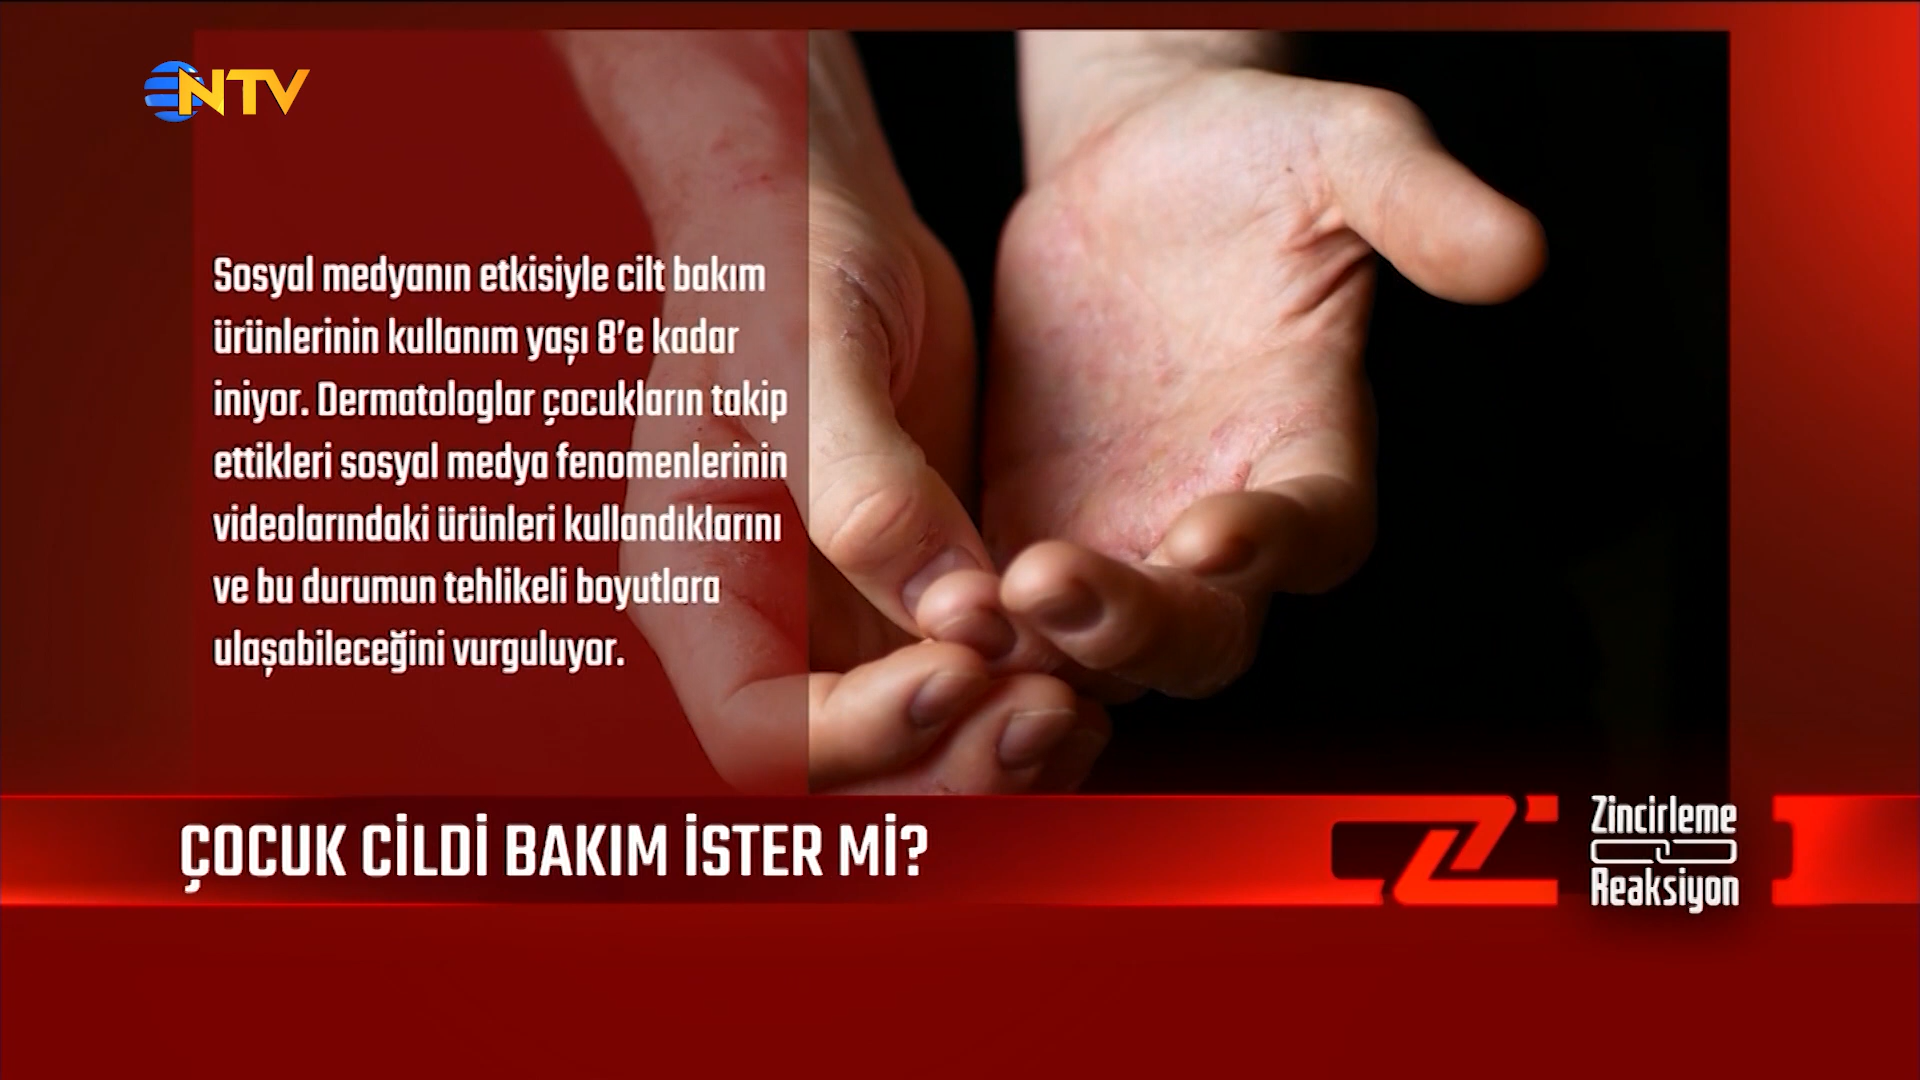 NTV
Sosyal medyanın etkisiyle cilt bakım
ürünlerinin kullanım yaşı 8'e kadar
iniyor. Dermatologlar çocukların takip
ettikleri sosyal medya fenomenlerinin
videolarındaki ürünleri kullandıklarını
ve bu durumun tehlikeli boyutlara
ulaşabileceğini vurguluyor.
ÇOCUK CİLDİ BAKIM İSTER Mİ?
Zincirleme
Reaksiyon